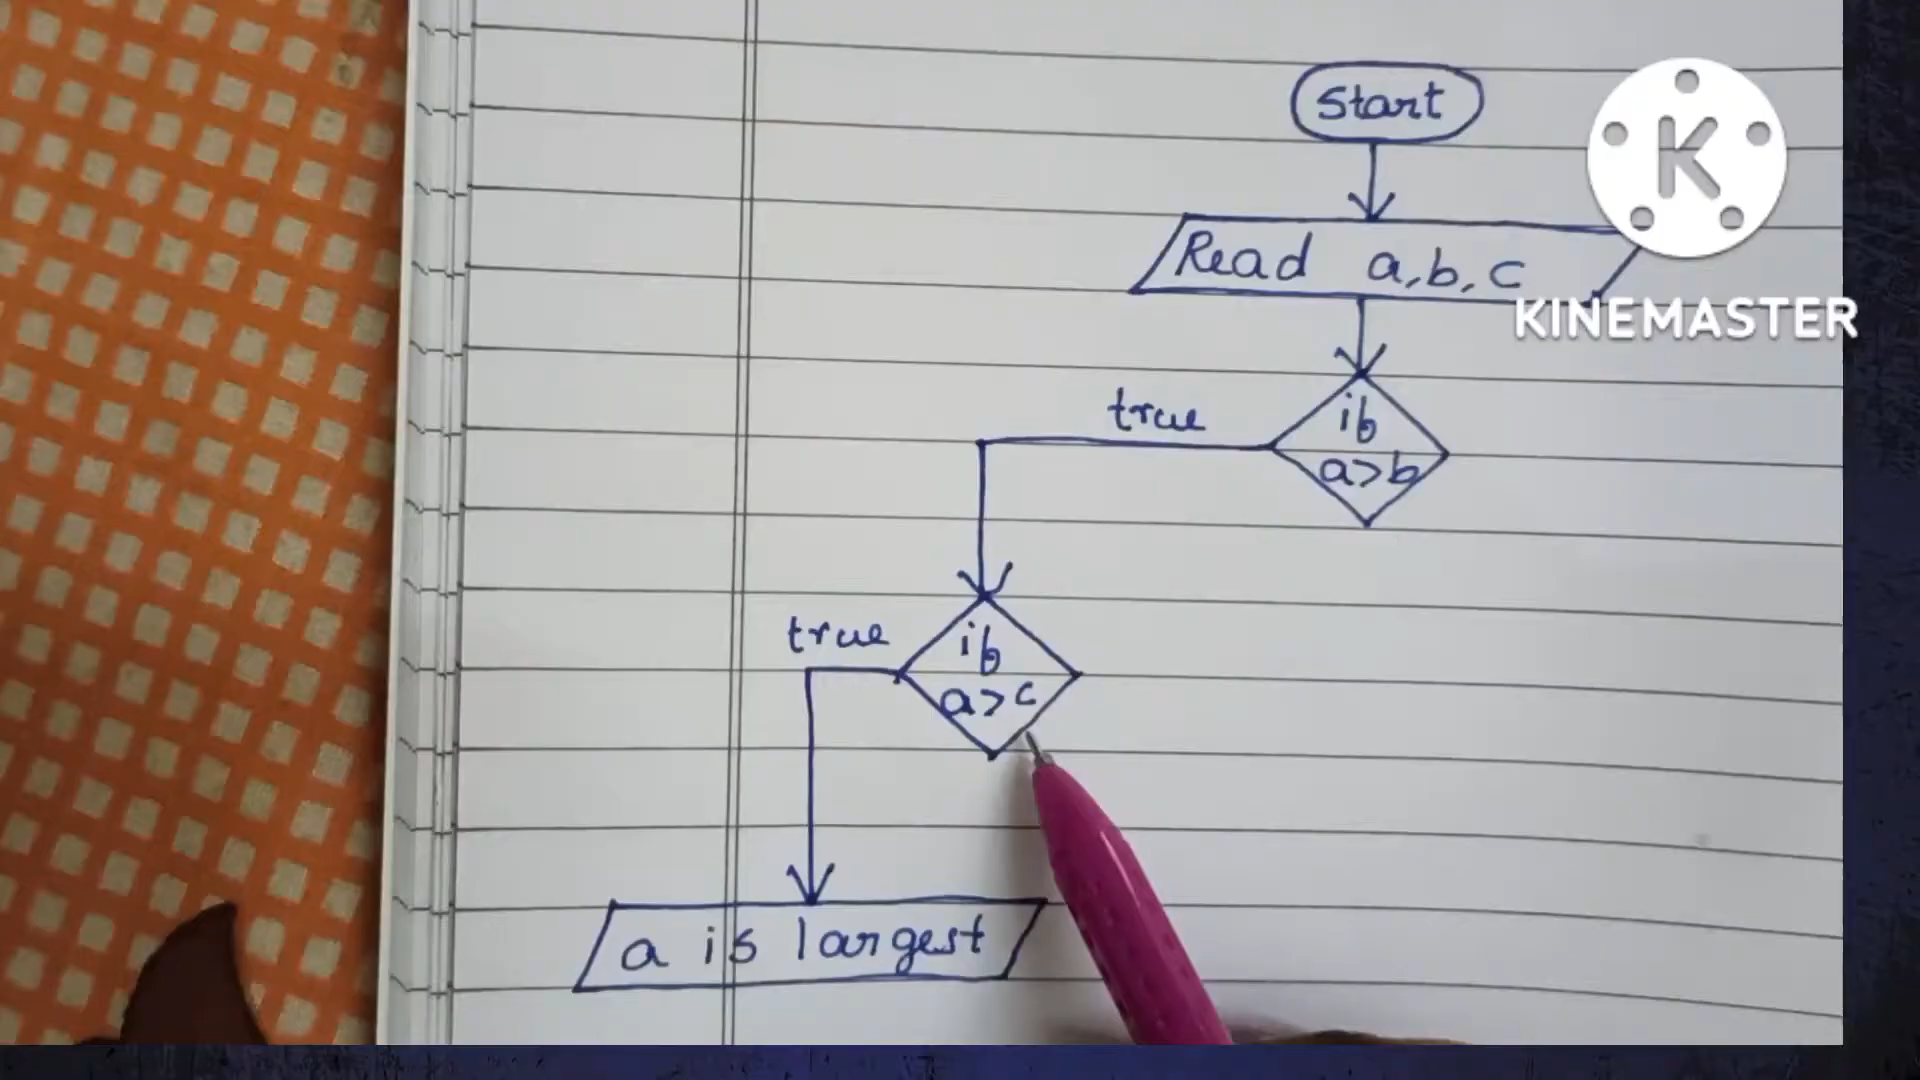 Start
Read a,b,c
KINEMASTER
true
if
a>b
true
if
a>c
a is largest